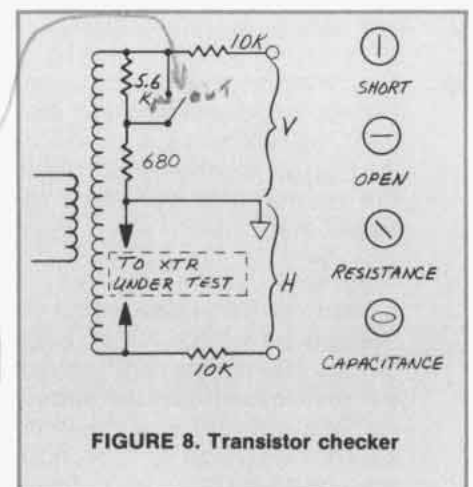 10K
5.6
K
out
SHORT
V
680
OPEN
TO XTR
UNDER TEST
H
RESISTANCE
10K
CAPACITANCE
FIGURE 8. Transistor checker